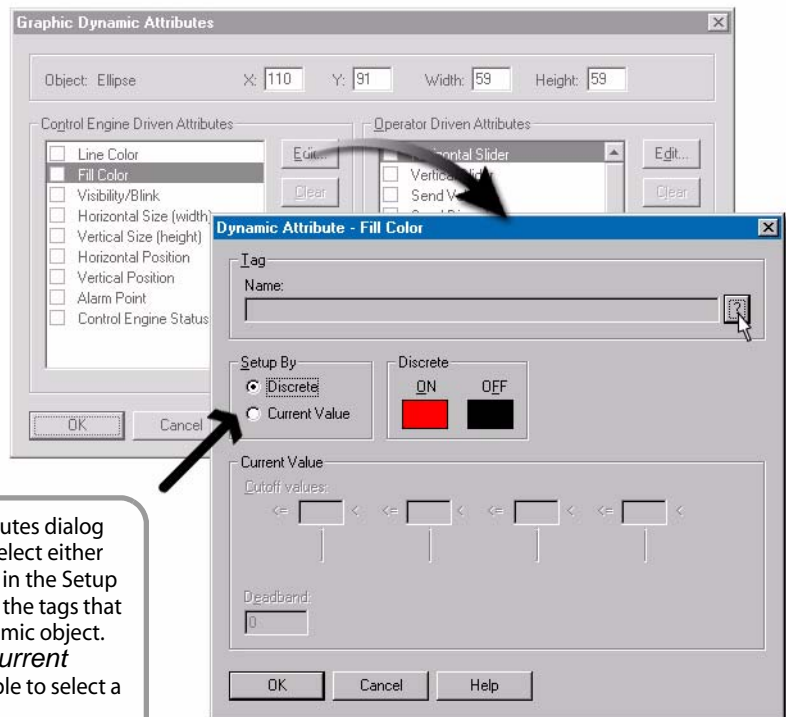 Graphic Dynamic Attributes
Object: Ellipse X: 110 Y: 91 Width: 59 Height: 59
Control Engine Driven Attributes
Line Color
Fill Color
Visibility/Blink
Horizontal Size (width)
Vertical Size (height)
Horizontal Position
Vertical Position
Alarm Point
Control Engine Status
Edit...
Clear
Operator Driven Attributes
Slider
Vertical
Send
Edit...
Clear
OK Cancel
Dynamic Attribute - Fill Color
Tag
Name:
?
Setup By
Discrete
Current Value
Discrete
ON OFF
Current Value
Cutoff values:
<= < <= < <= < <= <
Deadband:
0
OK Cancel Help
utes dialog
elect either
in the Setup
the tags that
mic object.
urrent
ole to select a